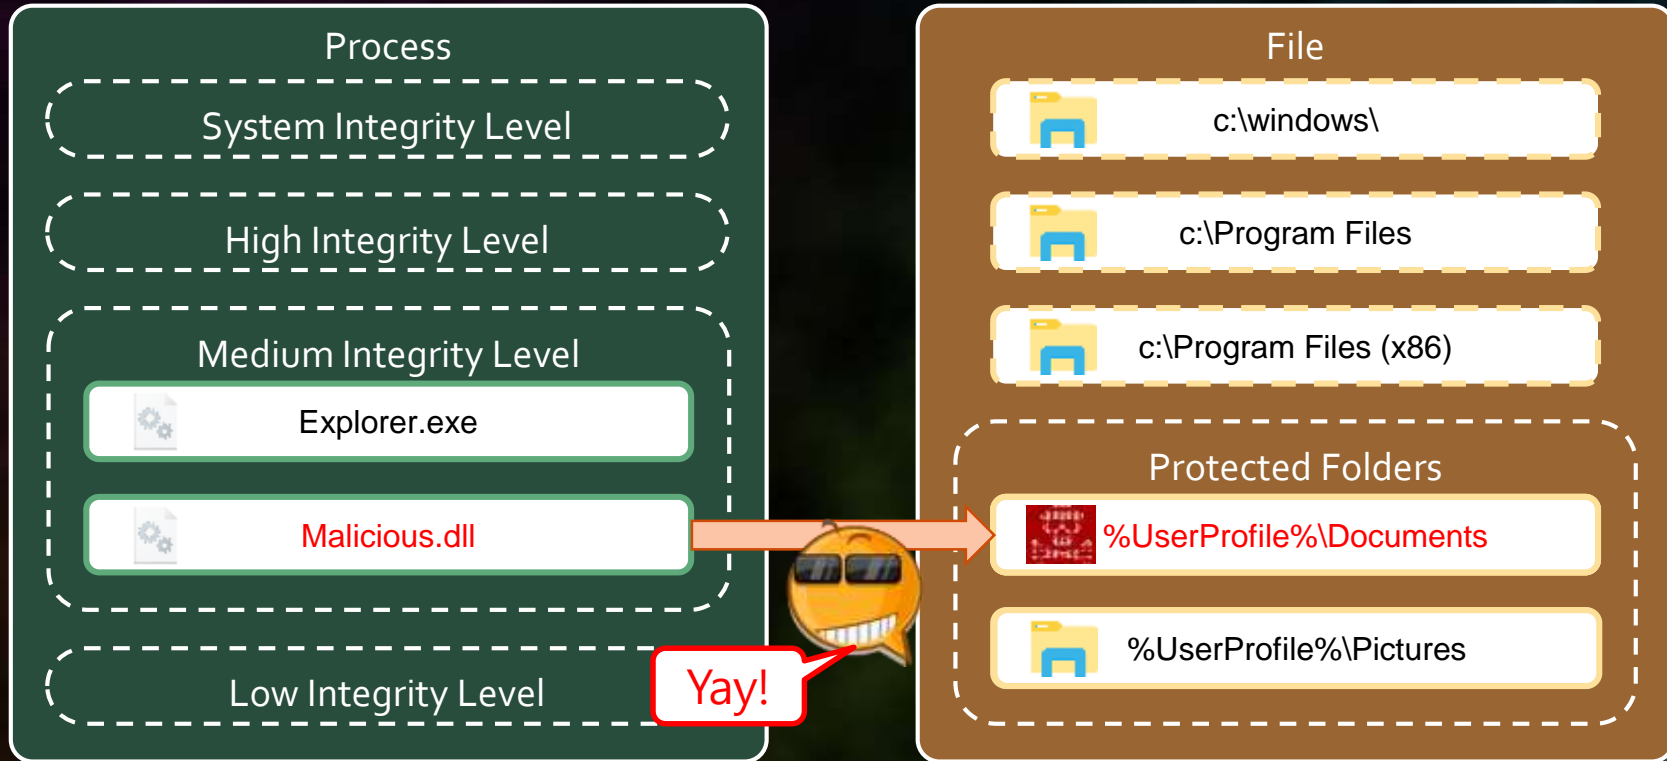 Process
System Integrity Level
High Integrity Level
Medium Integrity Level
Explorer.exe
Malicious.dll
Low Integrity Level
Yay!
File
c:\windows\
c:\Program Files
c:\Program Files (x86)
Protected Folders
%UserProfile%\Documents
%UserProfile%\Pictures